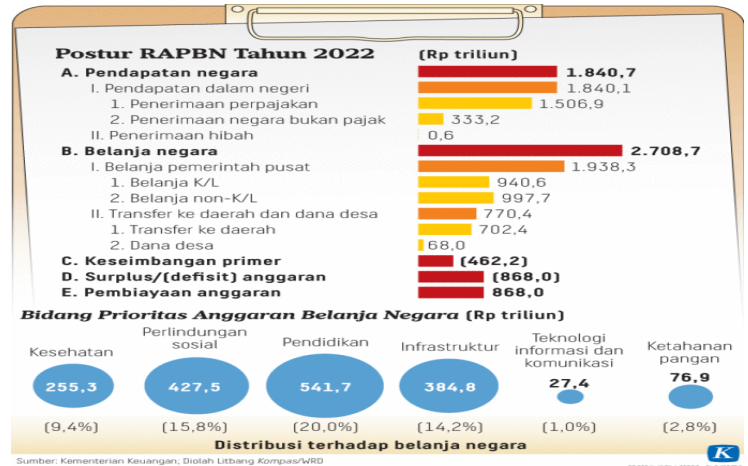 Postur RAPBN Tahun 2022 (Rp triliun)
A. Pendapatan negara 1.840,7
I. Pendapatan dalam negeri 1.840,1
1. Penerimaan perpajakan 1.506,9
2. Penerimaan negara bukan pajak 333,2
II. Penerimaan hibah 0,6
B. Belanja negara 2.708,7
I. Belanja pemerintah pusat 1.938,3
1. Belanja K/L 940,6
2. Belanja non-K/L 997,7
II. Transfer ke daerah dan dana desa 770,4
1. Transfer ke daerah 702,4
2. Dana desa 68,0
C. Keseimbangan primer (462,2)
D. Surplus/(defisit) anggaran (868,0)
E. Pembiayaan anggaran 868,0
Bidang Prioritas Anggaran Belanja Negara (Rp triliun)
Kesehatan
255,3
(9,4%)
Perlindungan
sosial
427,5
(15,8%)
Pendidikan
541,7
(20,0%)
Infrastruktur
384,8
(14,2%)
Teknologi
informasi dan
komunikasi
27,4
(1,0%)
Ketahanan
pangan
76,9
(2,8%)
Distribusi terhadap belanja negara
Sumber: Kementerian Keuangan; Diolah Litbang Kompas/WRD
K